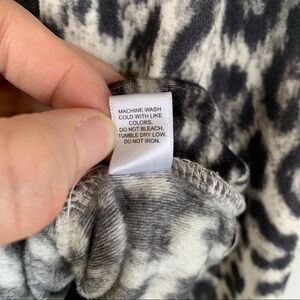 MACHINE WASH
COLD WITH LIKE
COLORS,
DO NOT BLEACH,
TUMBLE DRY LOW,
DO NOT IRON.